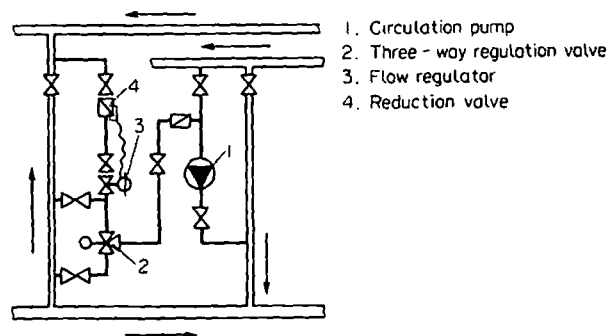 1. Circulation pump
2. Three-way regulation valve
3. Flow regulator
4. Reduction valve
4
3
1
2